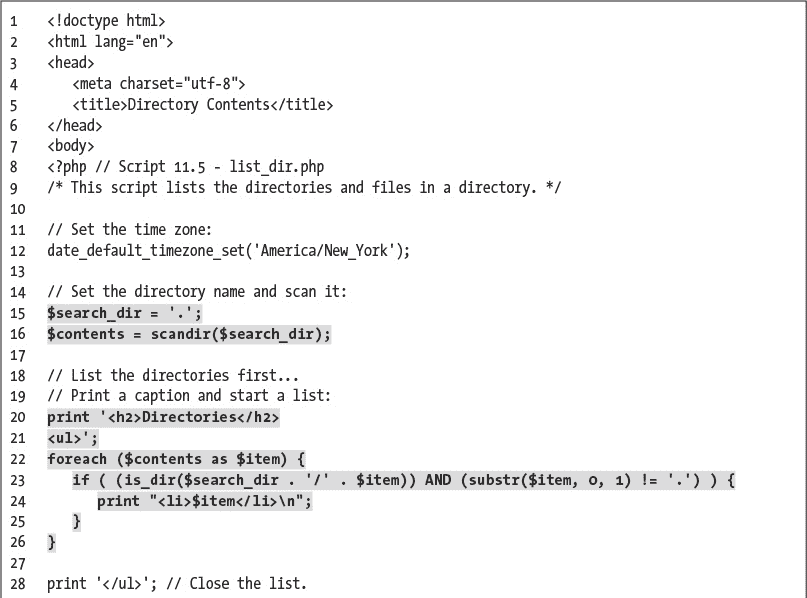 1 <!doctype html>
2 <html lang="en">
3 <head>
4 <meta charset="utf-8">
5 <title>Directory Contents</title>
6 </head>
7 <body>
8 <?php // Script 11.5 - list_dir.php
9 /* This script lists the directories and files in a directory. */
10
11 // Set the time zone:
12 date_default_timezone_set('America/New_York');
13
14 // Set the directory name and scan it:
15 $search_dir = '.';
16 $contents = scandir($search_dir);
17
18 // List the directories first...
19 // Print a caption and start a list:
20 print '<h2>Directories</h2>
21 <ul>';
22 foreach ($contents as $item) {
23 if ( (is_dir($search_dir . '/' . $item)) AND (substr($item, 0, 1) != '.') ) {
24 print "<li>$item</li>\n";
25 }
26 }
27
28 print '</ul>'; // Close the list.